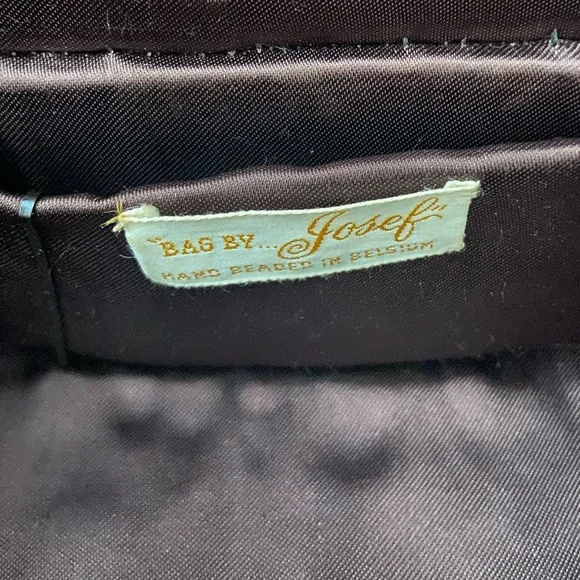 "BAG BY... Josef"
HAND BEADED IN BELGIUM